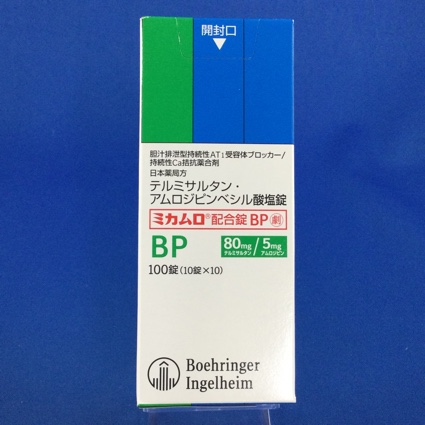 開封口
胆汁排泄型持続性AT₁受容体ブロッカー/
持続性Ca拮抗薬合剤
日本薬局方
テルミサルタン・
アムロジピンベシル酸塩錠
ミカムロ®配合錠 BP 劇
BP 80mg/5mg
テルミサルタン アムロジピン
100錠(10錠×10)
Boehringer
Ingelheim